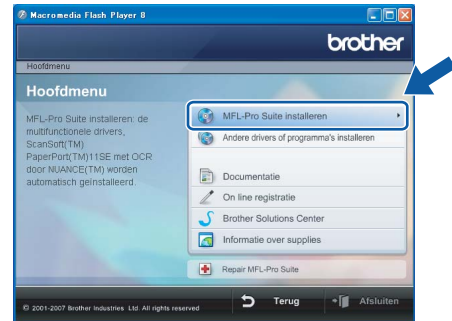 Macromedia Flash Player 8
brother
Hoofdmenu
Hoofdmenu
MFL-Pro Suite installeren: de
multifunctionele drivers,
ScanSoft(TM)
PaperPort(TM)11SE met OCR
door NUANCE(TM) worden
automatisch geïnstalleerd.
MFL-Pro Suite installeren
Andere drivers of programma's installeren
Documentatie
On line registratie
Brother Solutions Center
Informatie over supplies
Repair MFL-Pro Suite
© 2001-2007 Brother Industries Ltd. All rights reserved
Terug
Afsluiten